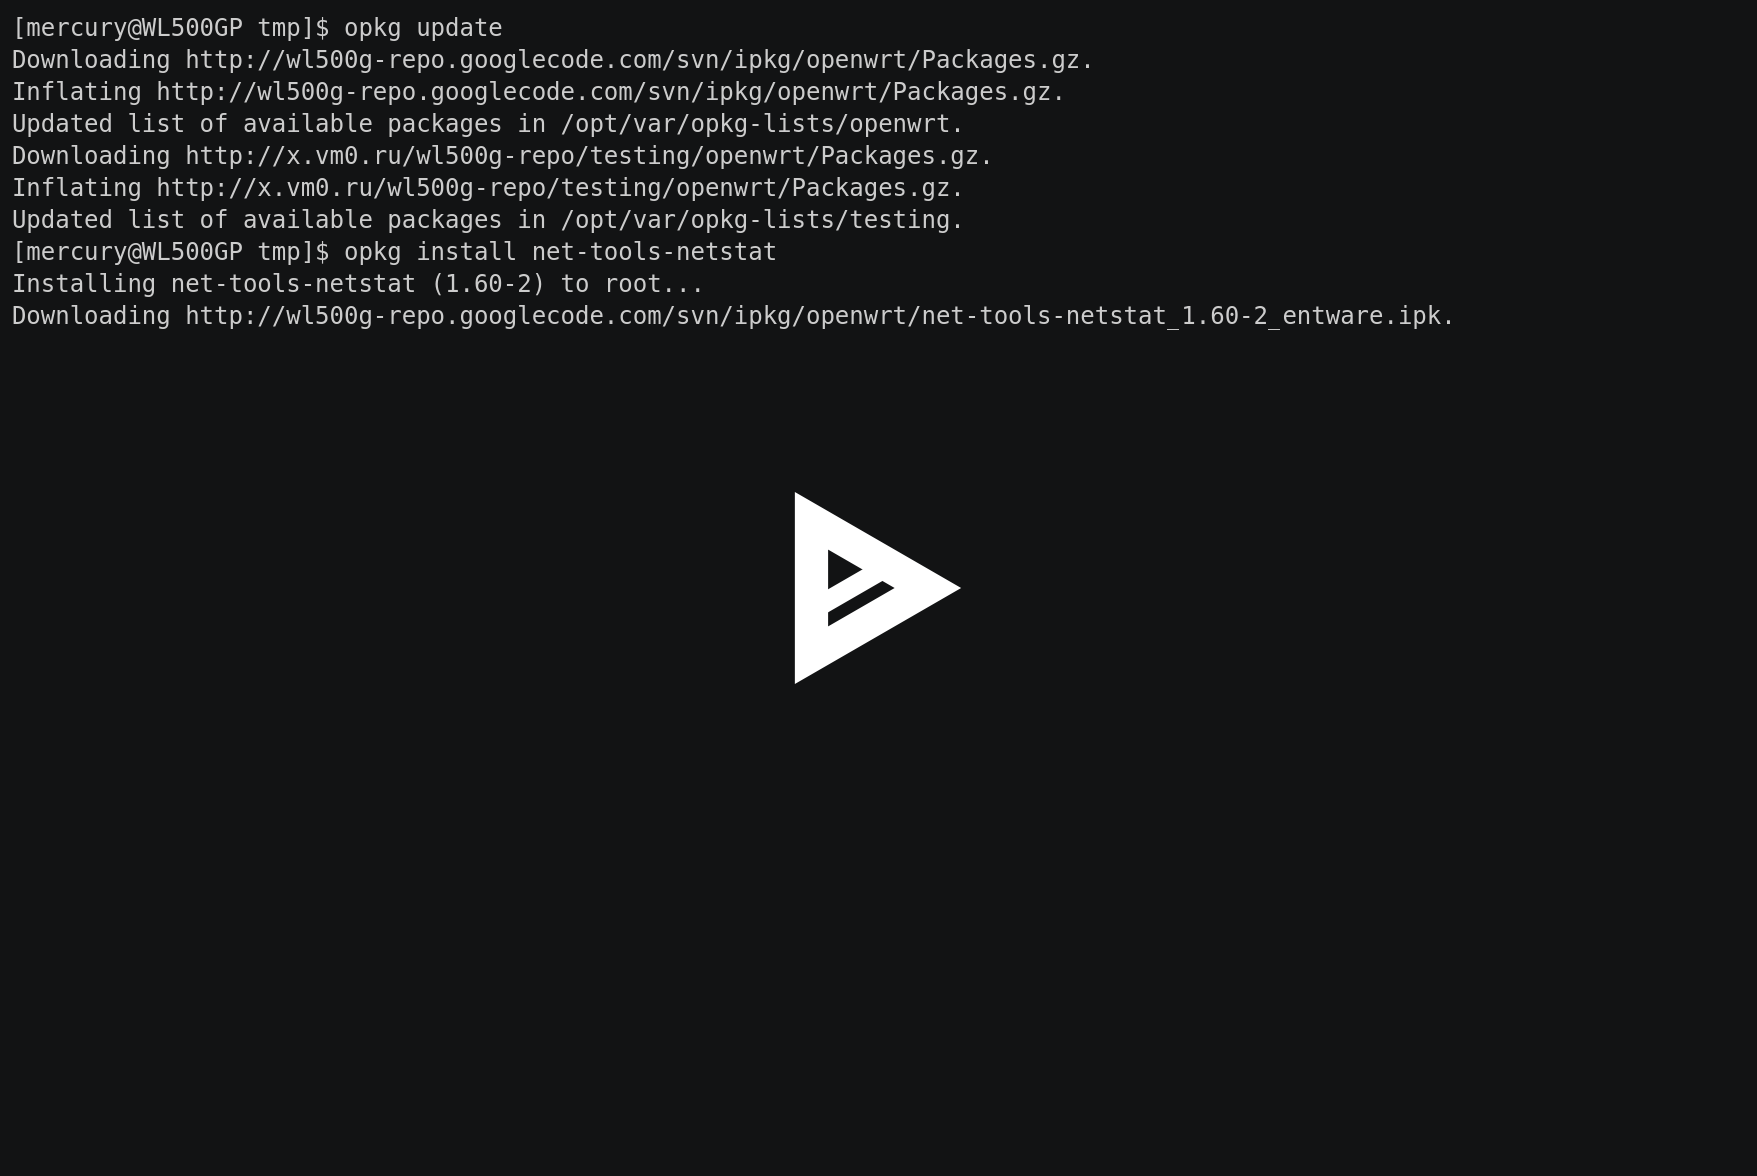 [mercury@WL500GP tmp]$ opkg update
Downloading http://wl500g-repo.googlecode.com/svn/ipkg/openwrt/Packages.gz.
Inflating http://wl500g-repo.googlecode.com/svn/ipkg/openwrt/Packages.gz.
Updated list of available packages in /opt/var/opkg-lists/openwrt.
Downloading http://x.vm0.ru/wl500g-repo/testing/openwrt/Packages.gz.
Inflating http://x.vm0.ru/wl500g-repo/testing/openwrt/Packages.gz.
Updated list of available packages in /opt/var/opkg-lists/testing.
[mercury@WL500GP tmp]$ opkg install net-tools-netstat
Installing net-tools-netstat (1.60-2) to root...
Downloading http://wl500g-repo.googlecode.com/svn/ipkg/openwrt/net-tools-netstat_1.60-2_entware.ipk.